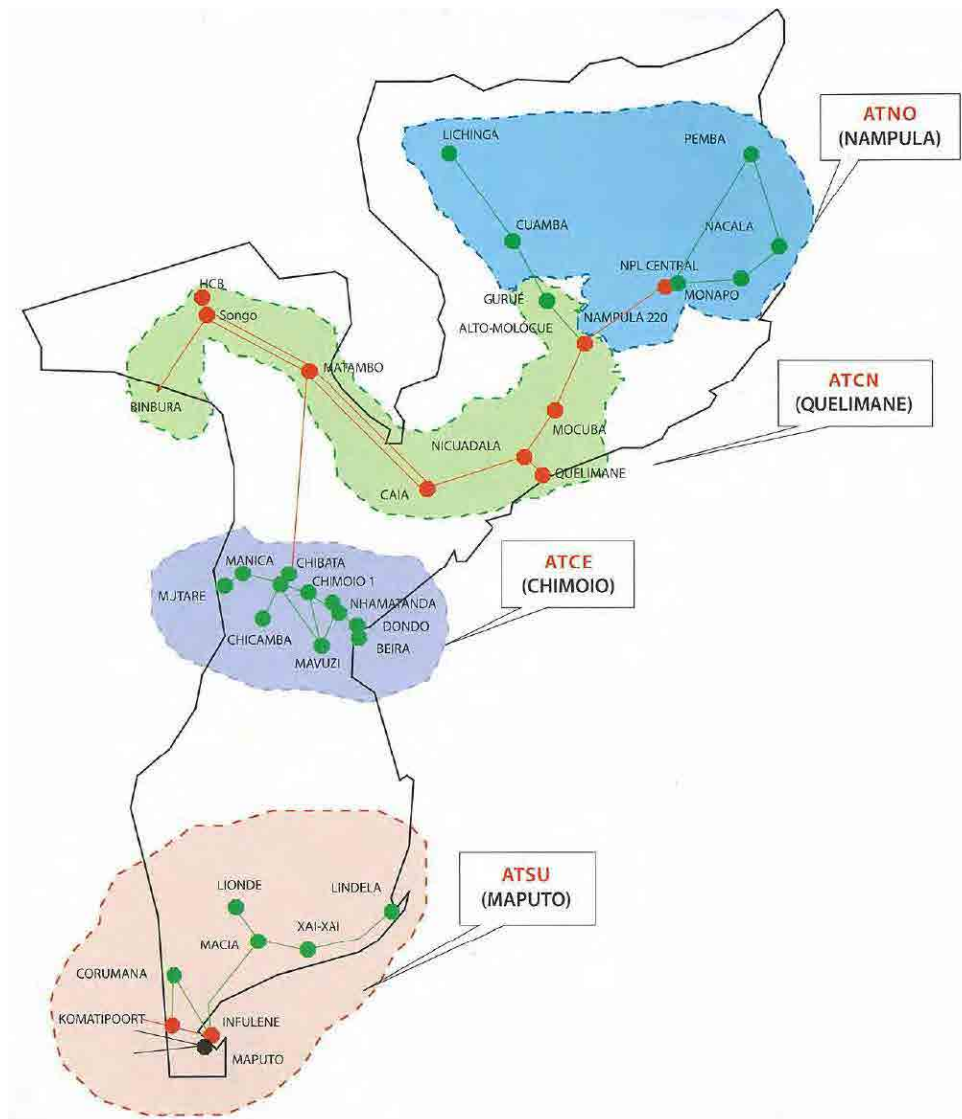 ATNO
(NAMPULA)
LICHINGA
PEMBA
CUAMBA
NACALA
NPL CENTRAL
MONAPO
HCB
GURUÉ
NAMPULA 220
Songo
ALTO-MOLÓCUE
MATAMBO
ATCN
(QUELIMANE)
BINBURA
MOCUBA
NICUADALA
QUELIMANE
CAIA
ATCE
(CHIMOIO)
MANICA
CHIBATA
CHIMOIO 1
MJTARE
NHAMATANDA
DONDO
CHICAMBA
BEIRA
MAVUZI
ATSU
(MAPUTO)
LIONDE
LINDELA
XAI-XAI
MACIA
CORUMANA
KOMATIPOORT
INFULENE
MAPUTO